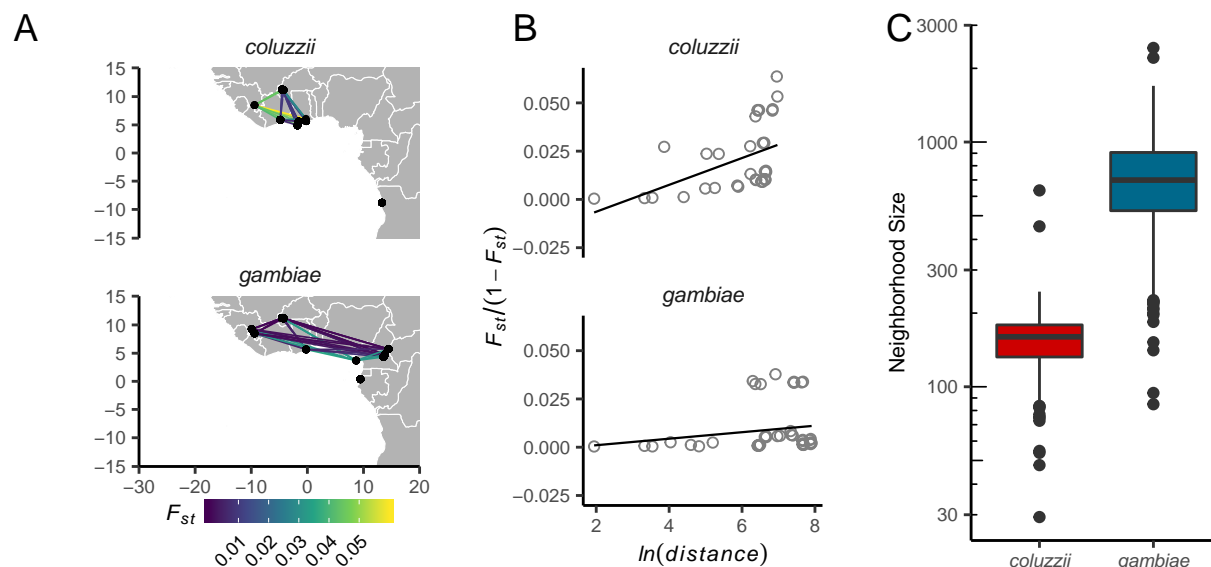 A
coluzzii
15
10
5
0
−5
−10
−15
gambiae
15
10
5
0
−5
−10
−15
−30 −20 −10 0 10 20
Fst
0.01 0.02 0.03 0.04 0.05
B
coluzzii
0.050
0.025
0.000
−0.025
gambiae
0.050
0.025
0.000
−0.025
Fst/(1 − Fst)
2 4 6 8
ln(distance)
C
3000
1000
300
100
30
Neighborhood Size
coluzzii gambiae